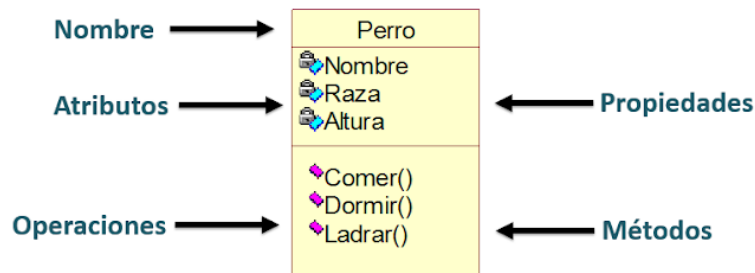 Nombre
Perro
Nombre
Raza
Altura
Atributos
Propiedades
Comer()
Dormir()
Ladrar()
Operaciones
Métodos